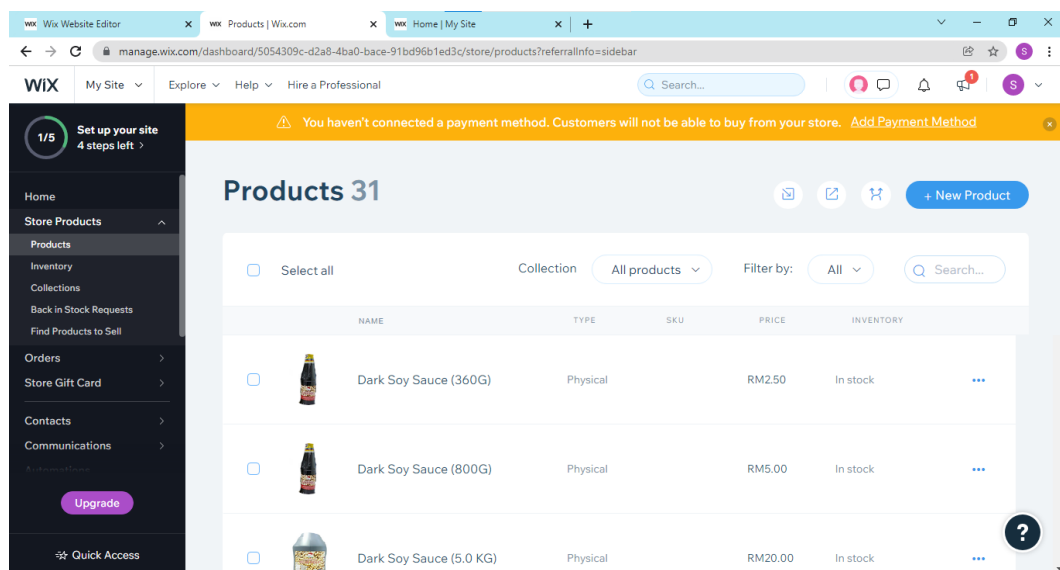 WiX Wix Website Editor
WiX Products | Wix.com
WiX Home | My Site
manage.wix.com/dashboard/5054309c-d2a8-4ba0-bace-91bd96b1ed3c/store/products?referralInfo=sidebar
S
WiX My Site Explore Help Hire a Professional Search... 1 S
1/5 Set up your site
4 steps left >
You haven't connected a payment method. Customers will not be able to buy from your store. Add Payment Method
Home
Store Products
Products
Inventory
Collections
Back in Stock Requests
Find Products to Sell
Orders
Store Gift Card
Contacts
Communications
Automations
Upgrade
Quick Access
Products 31
+ New Product
Select all Collection All products Filter by: All Search...
NAME TYPE SKU PRICE INVENTORY
Dark Soy Sauce (360G) Physical RM2.50 In stock
Dark Soy Sauce (800G) Physical RM5.00 In stock
Dark Soy Sauce (5.0 KG) Physical RM20.00 In stock
?